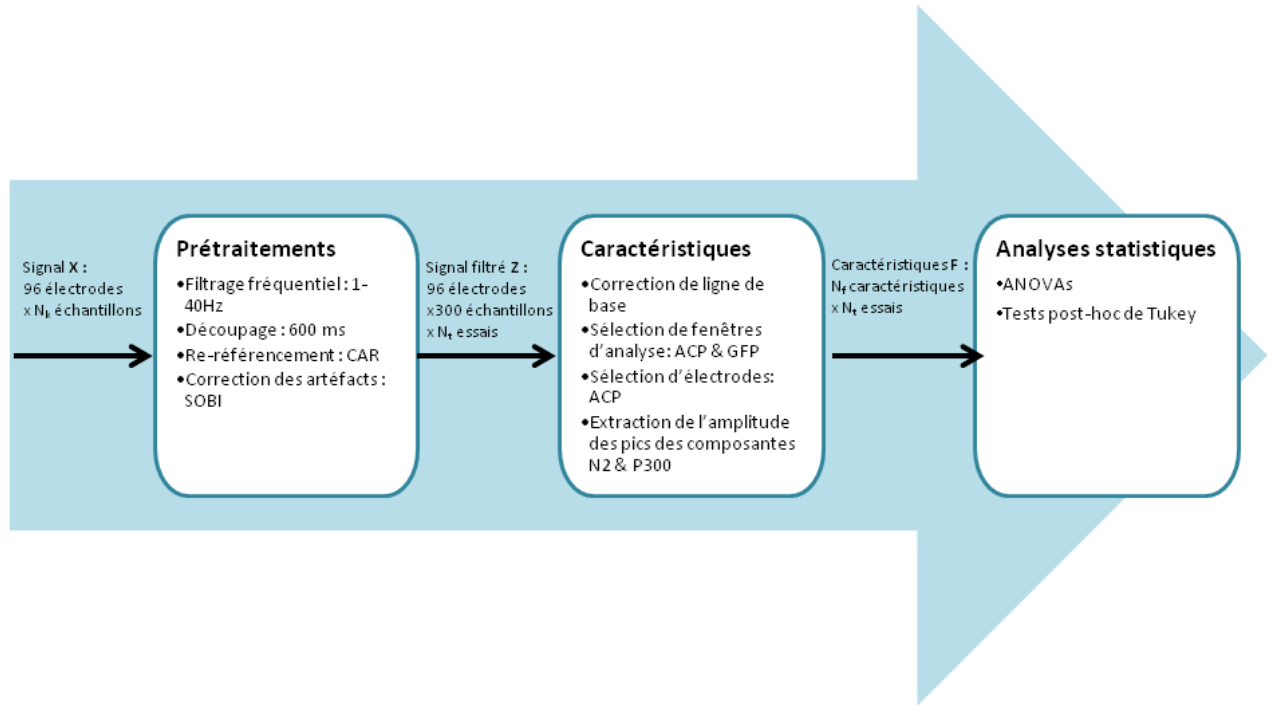 Signal X :
96 électrodes
x Nₕ échantillons
Prétraitements
•Filtrage fréquentiel : 1-
40Hz
•Découpage : 600 ms
•Re-référencement : CAR
•Correction des artéfacts :
SOBI
Signal filtré Z :
96 électrodes
x300 échantillons
x Nₜ essais
Caractéristiques
•Correction de ligne de
base
•Sélection de fenêtres
d'analyse: ACP & GFP
•Sélection d'électrodes:
ACP
•Extraction de l'amplitude
des pics des composantes
N2 & P300
Caractéristiques F :
Nf caractéristiques
x Nₜ essais
Analyses statistiques
•ANOVAs
•Tests post-hoc de Tukey